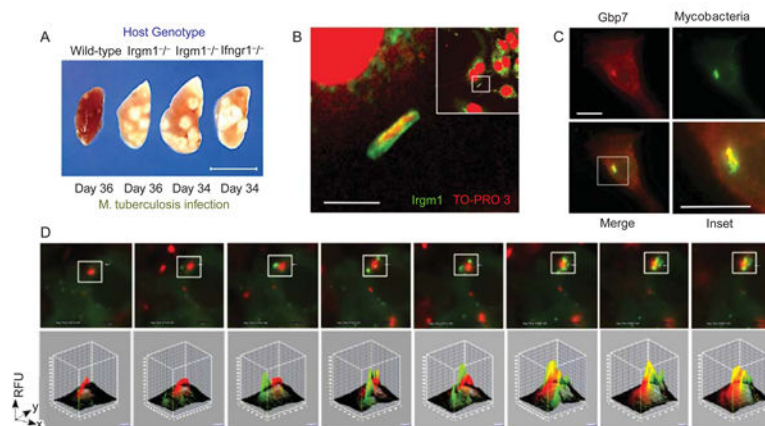 A
Host Genotype
Wild-type Irgm1⁻/⁻ Irgm1⁻/⁻ Ifngr1⁻/⁻
Day 36 Day 36 Day 34 Day 34
M. tuberculosis infection
B
Irgm1 TO-PRO 3
C
Gbp7 Mycobacteria
Merge Inset
D
RFU
y
x